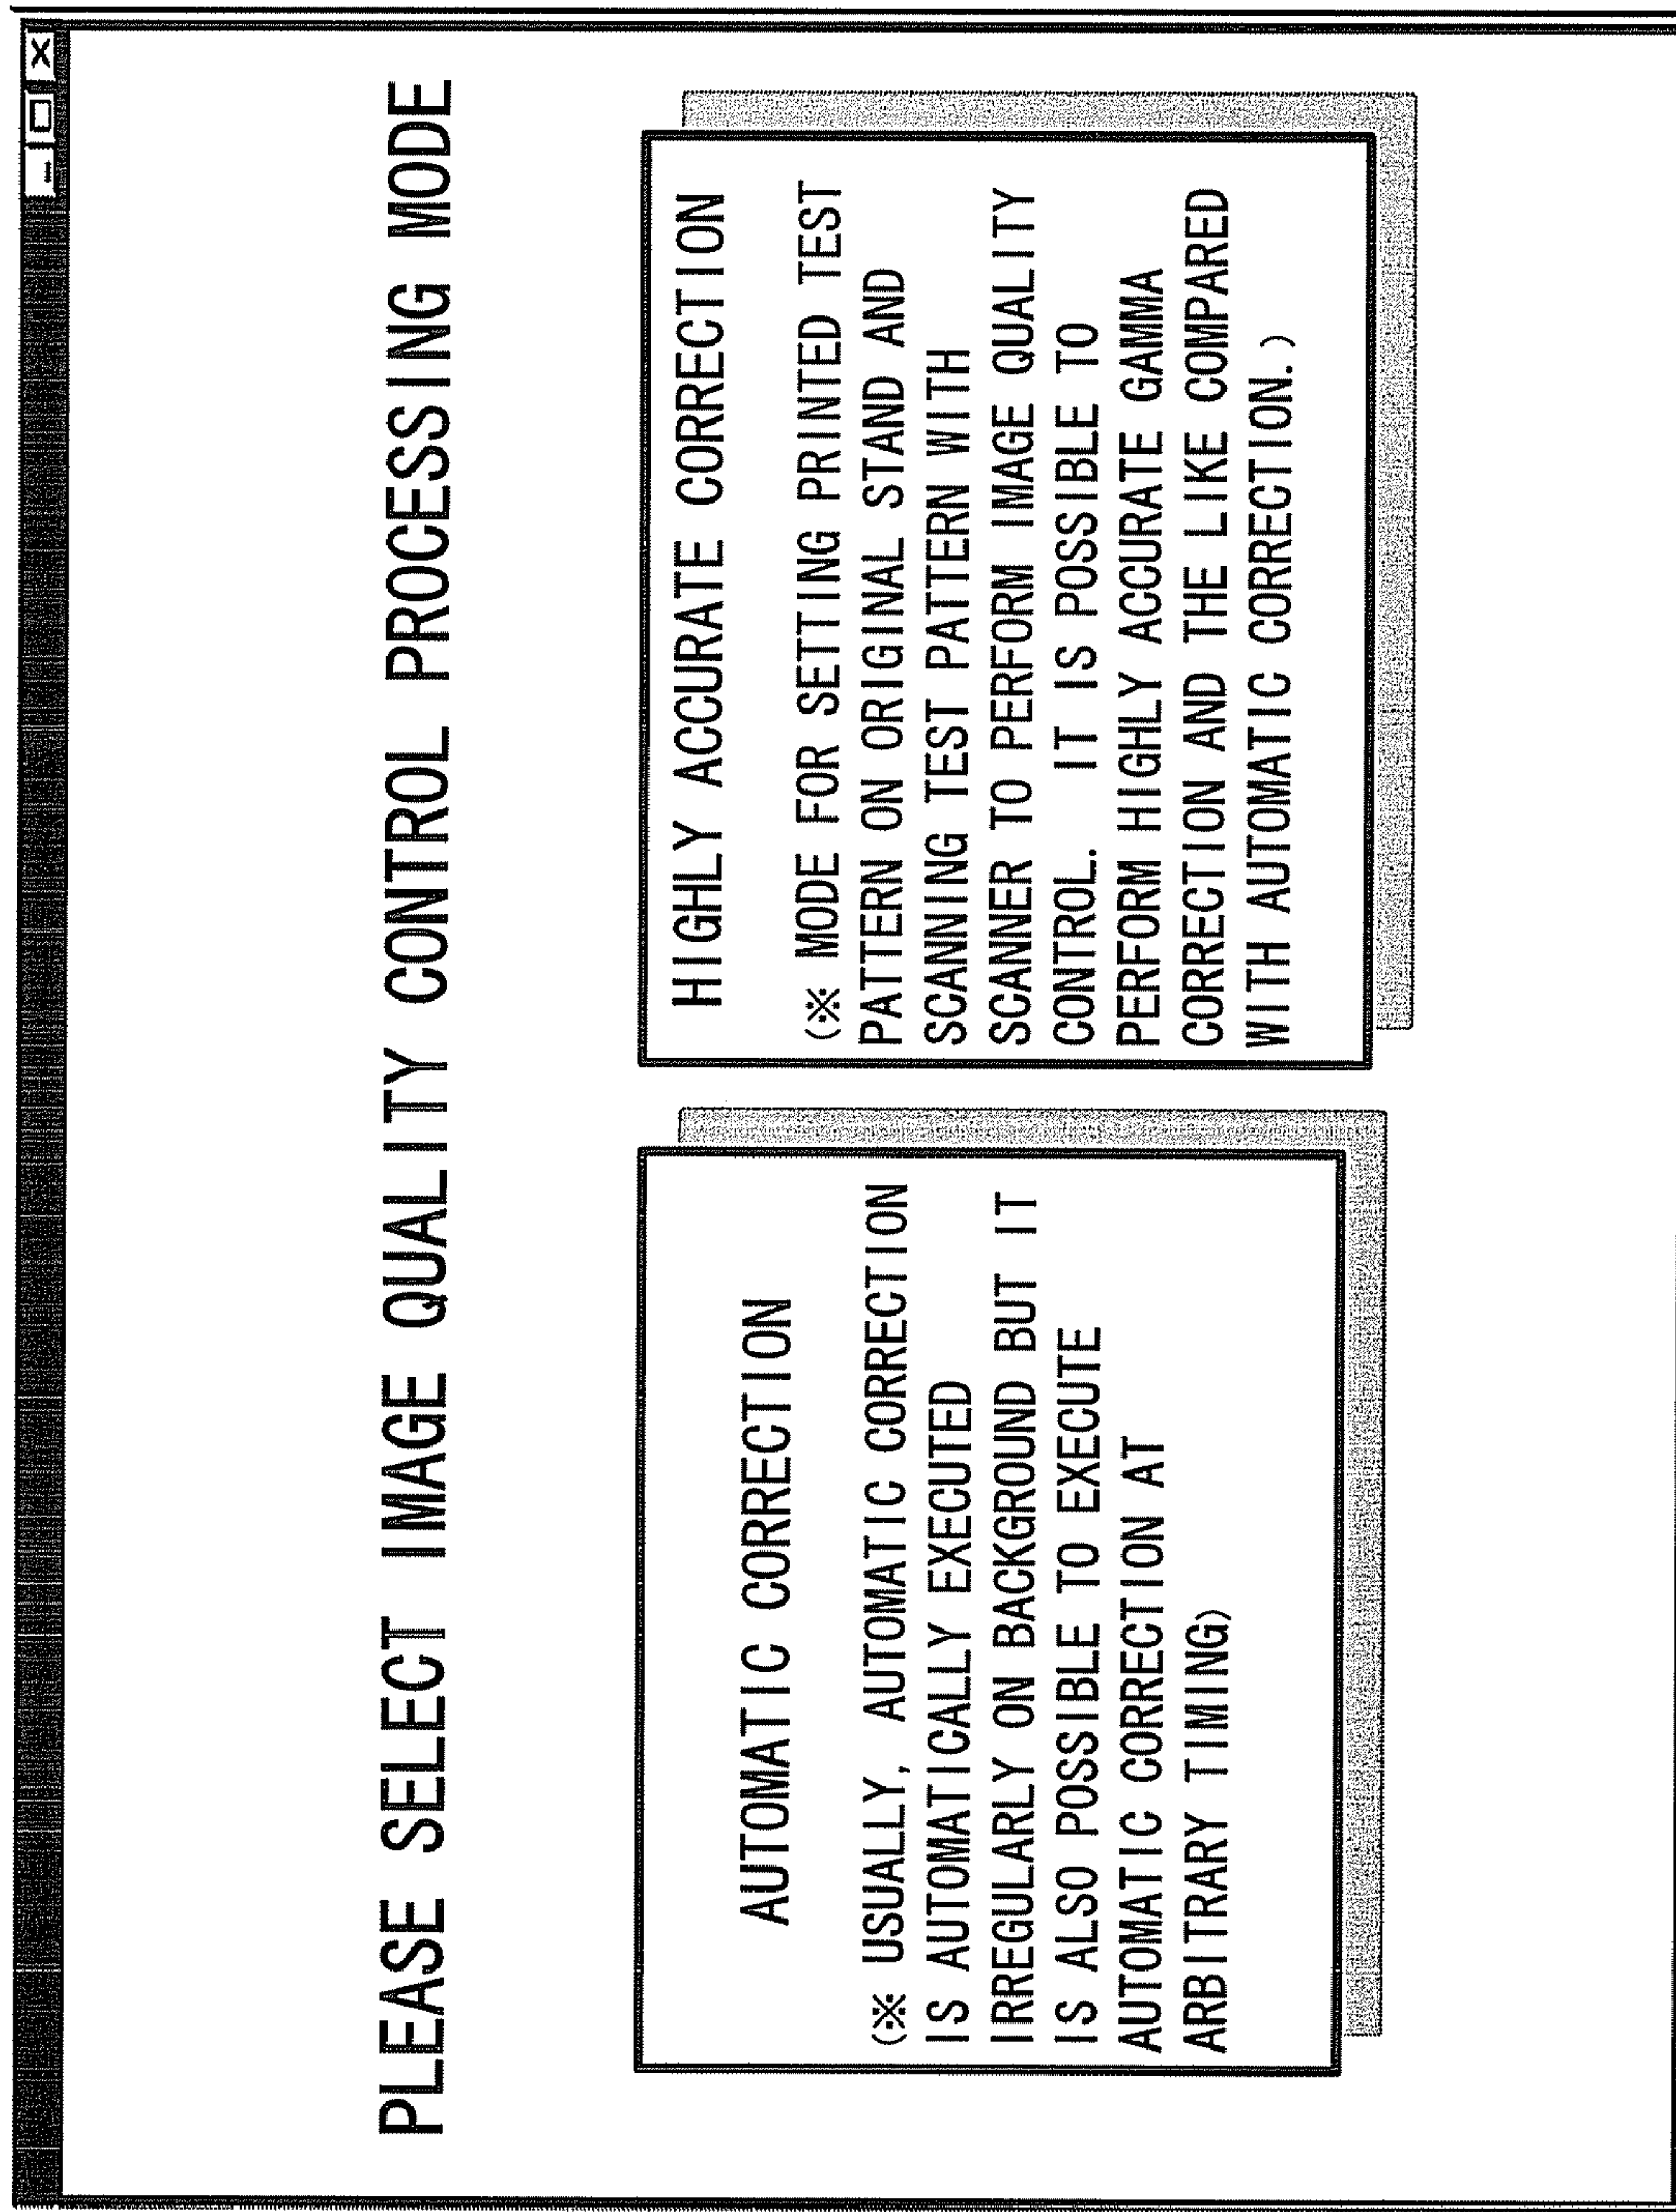 PLEASE SELECT IMAGE QUALITY CONTROL PROCESSING MODE
AUTOMATIC CORRECTION
(※ USUALLY, AUTOMATIC CORRECTION
IS AUTOMATICALLY EXECUTED
IRREGULARLY ON BACKGROUND BUT IT
IS ALSO POSSIBLE TO EXECUTE
AUTOMATIC CORRECTION AT
ARBITRARY TIMING)
HIGHLY ACCURATE CORRECTION
(※ MODE FOR SETTING PRINTED TEST
PATTERN ON ORIGINAL STAND AND
SCANNING TEST PATTERN WITH
SCANNER TO PERFORM IMAGE QUALITY
CONTROL. IT IS POSSIBLE TO
PERFORM HIGHLY ACCURATE GAMMA
CORRECTION AND THE LIKE COMPARED
WITH AUTOMATIC CORRECTION.)